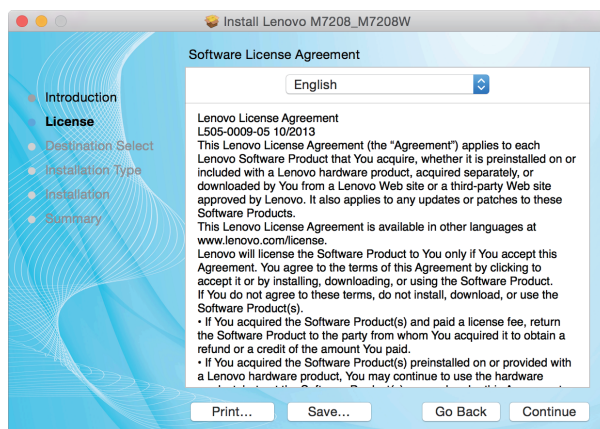 Install Lenovo M7208_M7208W
Software License Agreement
English
Introduction
License
Destination Select
Installation Type
Installation
Summary
Lenovo License Agreement
L505-0009-05 10/2013
This Lenovo License Agreement (the “Agreement”) applies to each
Lenovo Software Product that You acquire, whether it is preinstalled on or
included with a Lenovo hardware product, acquired separately, or
downloaded by You from a Lenovo Web site or a third-party Web site
approved by Lenovo. It also applies to any updates or patches to these
Software Products.
This Lenovo License Agreement is available in other languages at
www.lenovo.com/license.
Lenovo will license the Software Product to You only if You accept this
Agreement. You agree to the terms of this Agreement by clicking to
accept it or by installing, downloading, or using the Software Product.
If You do not agree to these terms, do not install, download, or use the
Software Product(s).
• If You acquired the Software Product(s) and paid a license fee, return
the Software Product to the party from whom You acquired it to obtain a
refund or a credit of the amount You paid.
• If You acquired the Software Product(s) preinstalled on or provided with
a Lenovo hardware product, You may continue to use the hardware
Print...
Save...
Go Back
Continue